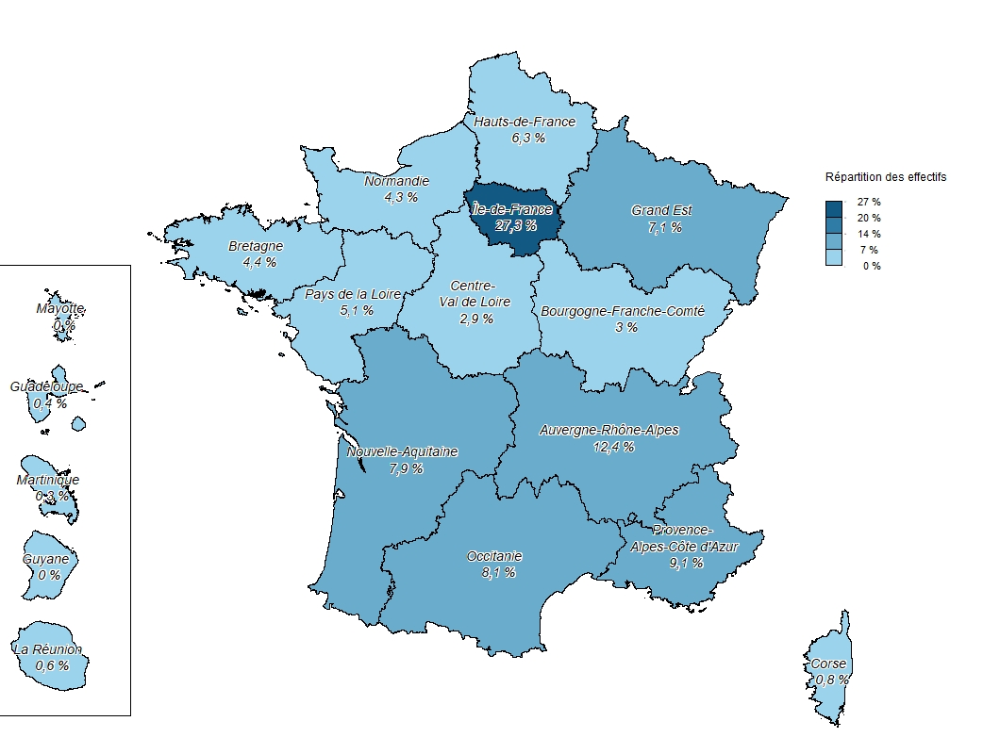 Hauts-de-France
6,3 %
Normandie
4,3 %
Île-de-France
27,3 %
Grand Est
7,1 %
Bretagne
4,4 %
Pays de la Loire
5,1 %
Centre-
Val de Loire
2,9 %
Bourgogne-Franche-Comté
3 %
Nouvelle-Aquitaine
7,9 %
Auvergne-Rhône-Alpes
12,4 %
Occitanie
8,1 %
Provence-
Alpes-Côte d'Azur
9,1 %
Corse
0,8 %
Mayotte
0 %
Guadeloupe
0,4 %
Martinique
0,3 %
Guyane
0 %
La Réunion
0,6 %
Répartition des effectifs
27 %
20 %
14 %
7 %
0 %